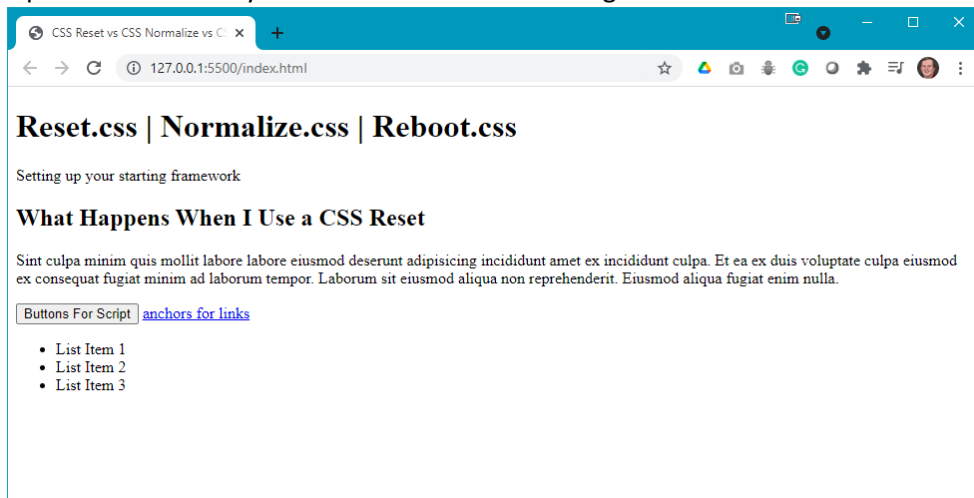 CSS Reset vs CSS Normalize vs C
127.0.0.1:5500/index.html
Reset.css | Normalize.css | Reboot.css
Setting up your starting framework
What Happens When I Use a CSS Reset
Sint culpa minim quis mollit labore labore eiusmod deserunt adipisicing incididunt amet ex incididunt culpa. Et ea ex duis voluptate culpa eiusmod
ex consequat fugiat minim ad laborum tempor. Laborum sit eiusmod aliqua non reprehenderit. Eiusmod aliqua fugiat enim nulla.
Buttons For Script anchors for links
• List Item 1
• List Item 2
• List Item 3